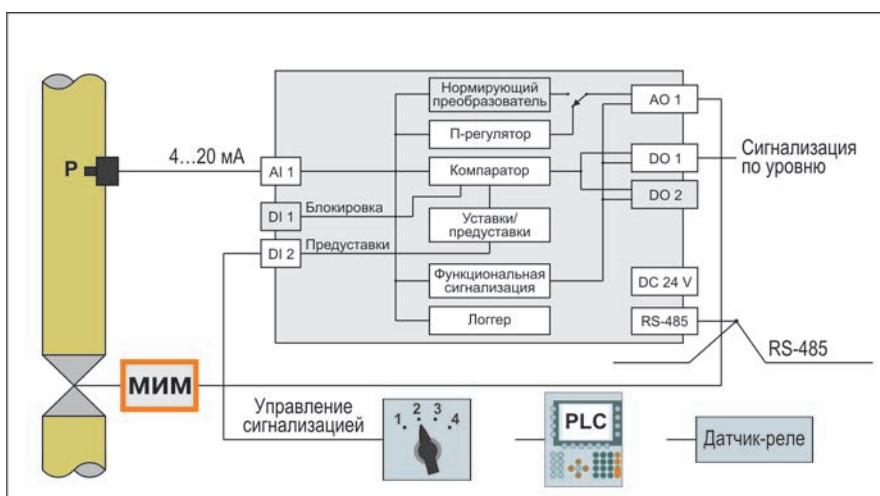 Нормирующий
преобразователь
АО 1
П-регулятор
P
4...20 мА
AI 1
Компаратор
DO 1
Сигнализация
по уровню
DO 2
DI 1
Блокировка
Уставки/
предуставки
DI 2
Предуставки
Функциональная
сигнализация
DC 24 V
Логгер
RS-485
RS-485
МИМ
Управление
сигнализацией
1 2 3 4
PLC
Датчик-реле